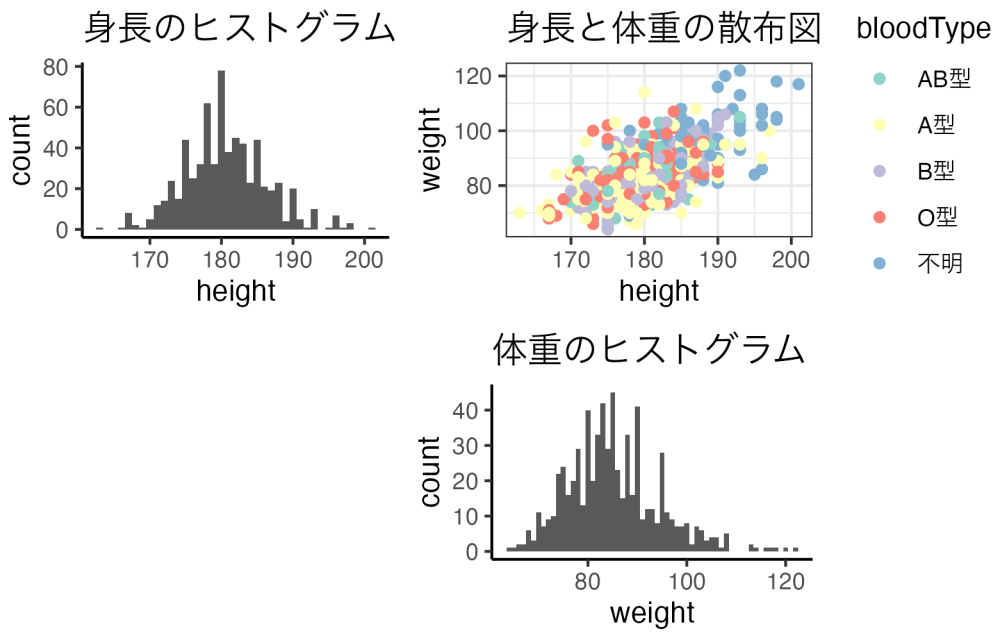 身長のヒストグラム
80
60
40
20
0
count
170 180 190 200
height
身長と体重の散布図
120
100
80
weight
170 180 190 200
height
bloodType
AB型
A型
B型
O型
不明
体重のヒストグラム
40
30
20
10
0
count
80 100 120
weight